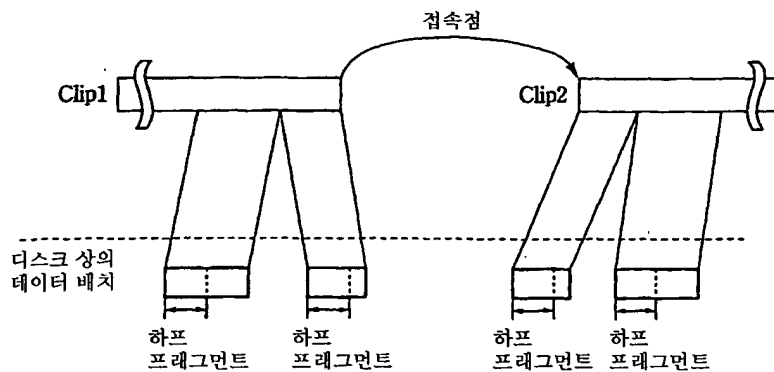 접속점
Clip1
Clip2
디스크 상의
데이터 배치
하프
프래그먼트
하프
프래그먼트
하프
프래그먼트
하프
프래그먼트